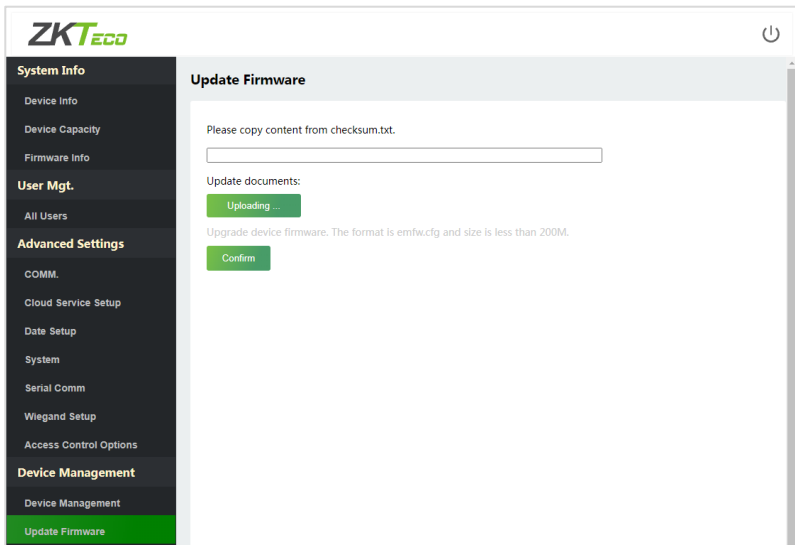 ZKTECO
System Info
Device Info
Device Capacity
Firmware Info
User Mgt.
All Users
Advanced Settings
COMM.
Cloud Service Setup
Date Setup
System
Serial Comm
Wiegand Setup
Access Control Options
Device Management
Device Management
Update Firmware
Update Firmware
Please copy content from checksum.txt.
Update documents:
Uploading ...
Upgrade device firmware. The format is emfw.cfg and size is less than 200M.
Confirm